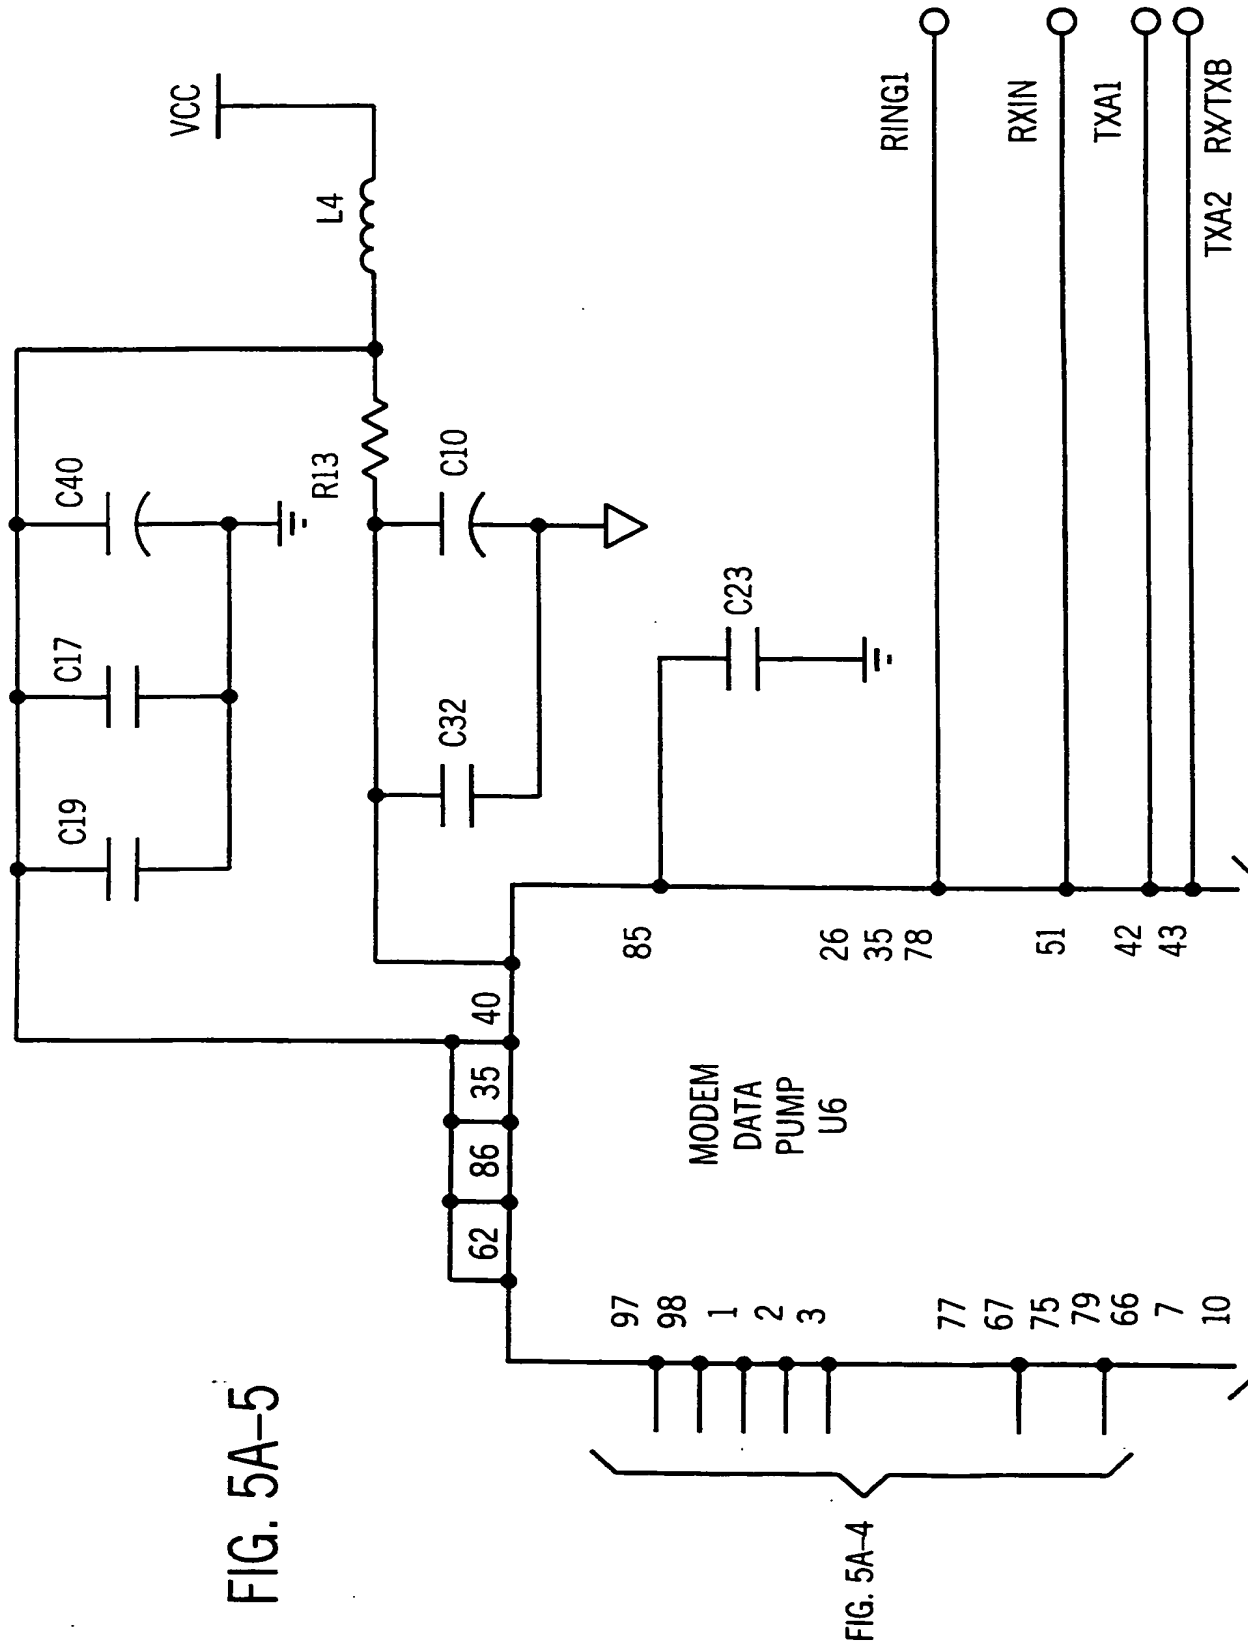 FIG. 5A-5
VCC
L4
C40
C17
C19
R13
C10
C32
C23
RING1
RXIN
TXA1
TXA2 RX/TXB
62
86
35
40
85
26
35
78
51
42
43
MODEM
DATA
PUMP
U6
97
98
1
2
3
77
67
75
79
66
7
10
FIG. 5A-4